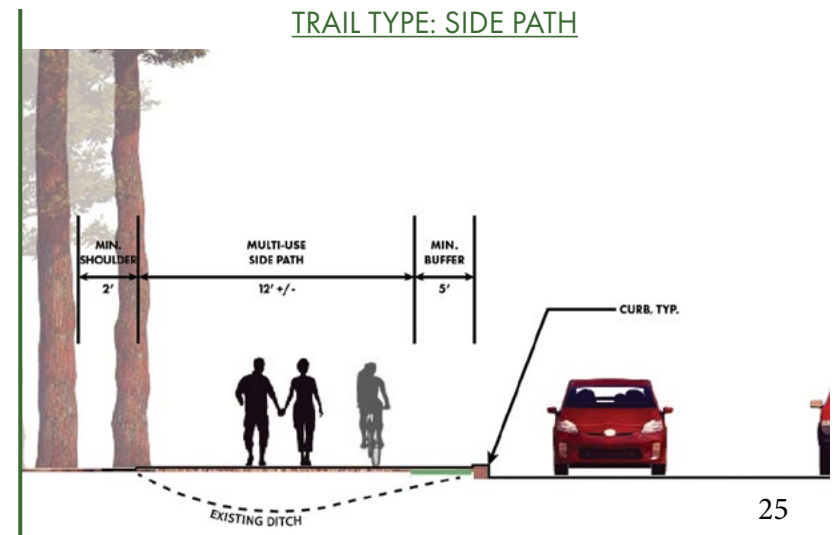 TRAIL TYPE: SIDE PATH
MIN.
SHOULDER
2'
MULTI-USE
SIDE PATH
12' +/-
MIN.
BUFFER
5'
CURB, TYP.
EXISTING DITCH
25